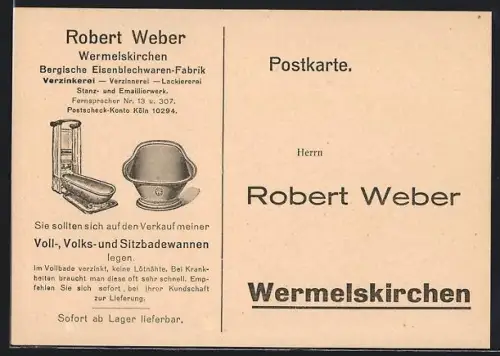 Robert Weber
Wermelskirchen
Bergische Eisenblechwaren-Fabrik
Verzinkerei — Verzinnerei — Lackiererei
Stanz- und Emaillierwerk.
Fernsprecher Nr. 13 u. 307.
Postscheck-Konto Köln 10294.
Sie sollten sich auf den Verkauf meiner
Voll-, Volks- und Sitzbadewannen
legen.
Im Vollbade verzinkt, keine Lötnähte. Bei Krank-
heiten braucht man diese oft sehr schnell. Emp-
fehlen Sie sich sofort bei Ihrer Kundschaft
zur Lieferung.
Sofort ab Lager lieferbar.
Postkarte.
Herrn
Robert Weber
Wermelskirchen